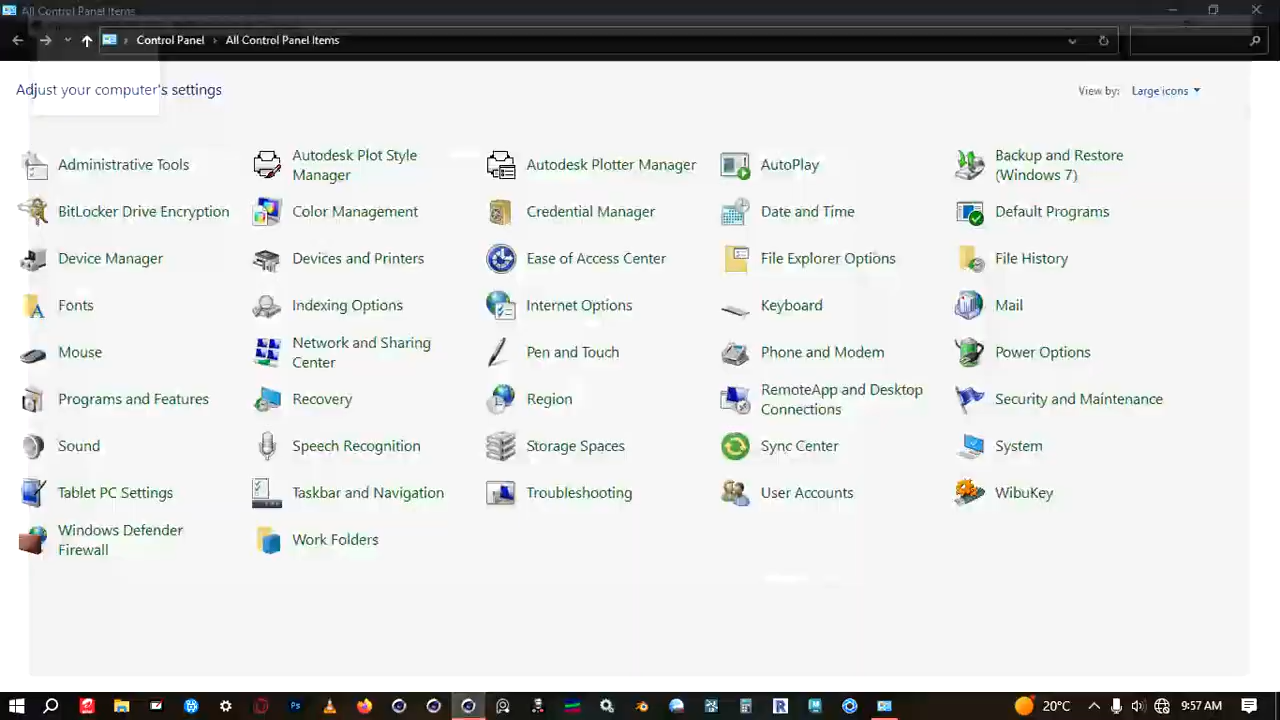 All Control Panel Items
Control Panel > All Control Panel Items
Adjust your computer's settings
View by: Large icons
Administrative Tools
Autodesk Plot Style
Manager
Autodesk Plotter Manager
AutoPlay
Backup and Restore
(Windows 7)
BitLocker Drive Encryption
Color Management
Credential Manager
Date and Time
Default Programs
Device Manager
Devices and Printers
Ease of Access Center
File Explorer Options
File History
Fonts
Indexing Options
Internet Options
Keyboard
Mail
Mouse
Network and Sharing
Center
Pen and Touch
Phone and Modem
Power Options
Programs and Features
Recovery
Region
RemoteApp and Desktop
Connections
Security and Maintenance
Sound
Speech Recognition
Storage Spaces
Sync Center
System
Tablet PC Settings
Taskbar and Navigation
Troubleshooting
User Accounts
WibuKey
Windows Defender
Firewall
Work Folders
20°C
9:57 AM